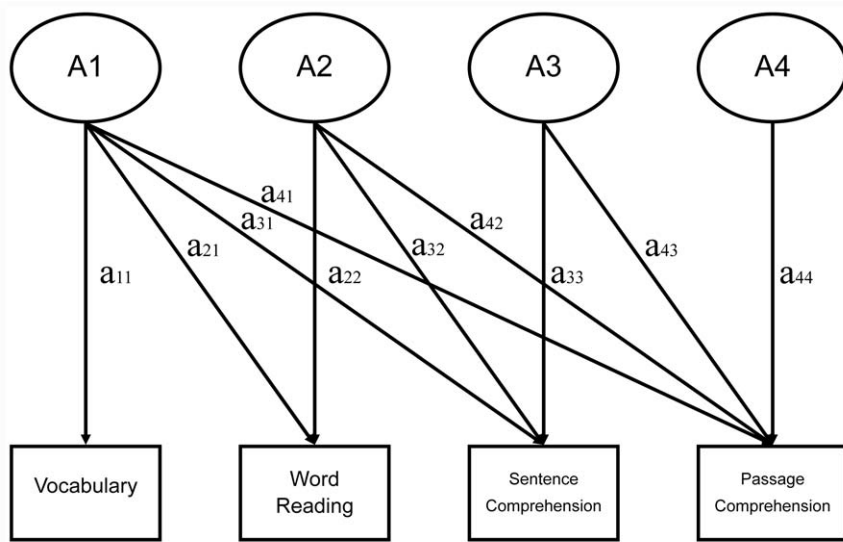 A1
A2
A3
A4
a41
a31
a42
a21
a32
a43
a11
a22
a33
a44
Vocabulary
Word
Reading
Sentence
Comprehension
Passage
Comprehension